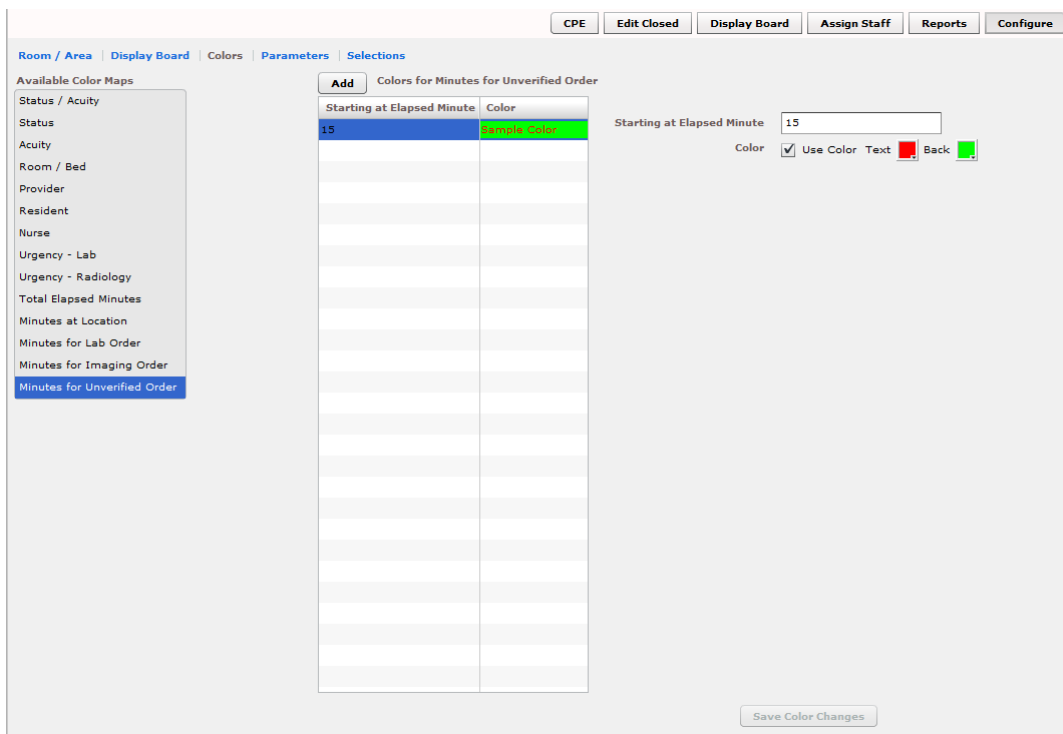 CPE Edit Closed Display Board Assign Staff Reports Configure
Room / Area Display Board Colors Parameters Selections
Available Color Maps
Status / Acuity
Status
Acuity
Room / Bed
Provider
Resident
Nurse
Urgency - Lab
Urgency - Radiology
Total Elapsed Minutes
Minutes at Location
Minutes for Lab Order
Minutes for Imaging Order
Minutes for Unverified Order
Add Colors for Minutes for Unverified Order
Starting at Elapsed Minute Color
15 Sample Color
Starting at Elapsed Minute 15
Color Use Color Text Back
Save Color Changes